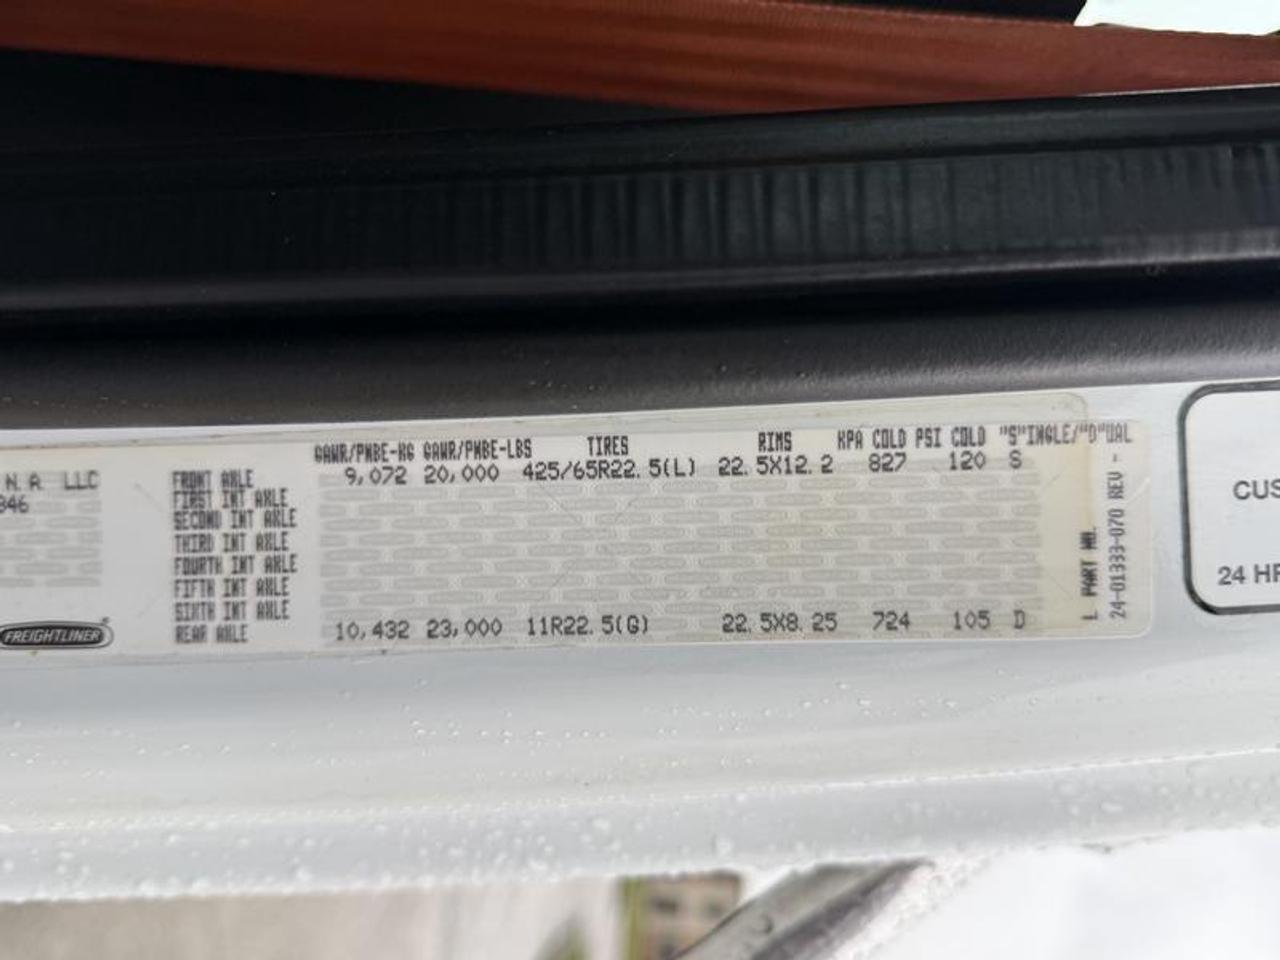 GAWR/PNBE-KG GAWR/PNBE-LBS TIRES RIMS KPA COLD PSI COLD "S"INGLE/"D"UAL
N.A. LLC FRONT AXLE 9,072 20,000 425/65R22.5(L) 22.5X12.2 827 120 S
846 FIRST INT AXLE
SECOND INT AXLE
THIRD INT AXLE
FOURTH INT AXLE
FIFTH INT AXLE
SIXTH INT AXLE
FREIGHTLINER REAR AXLE 10,432 23,000 11R22.5(G) 22.5X8.25 724 105 D
L PART NO.
24-01333-070 REV -
CUS
24 HR